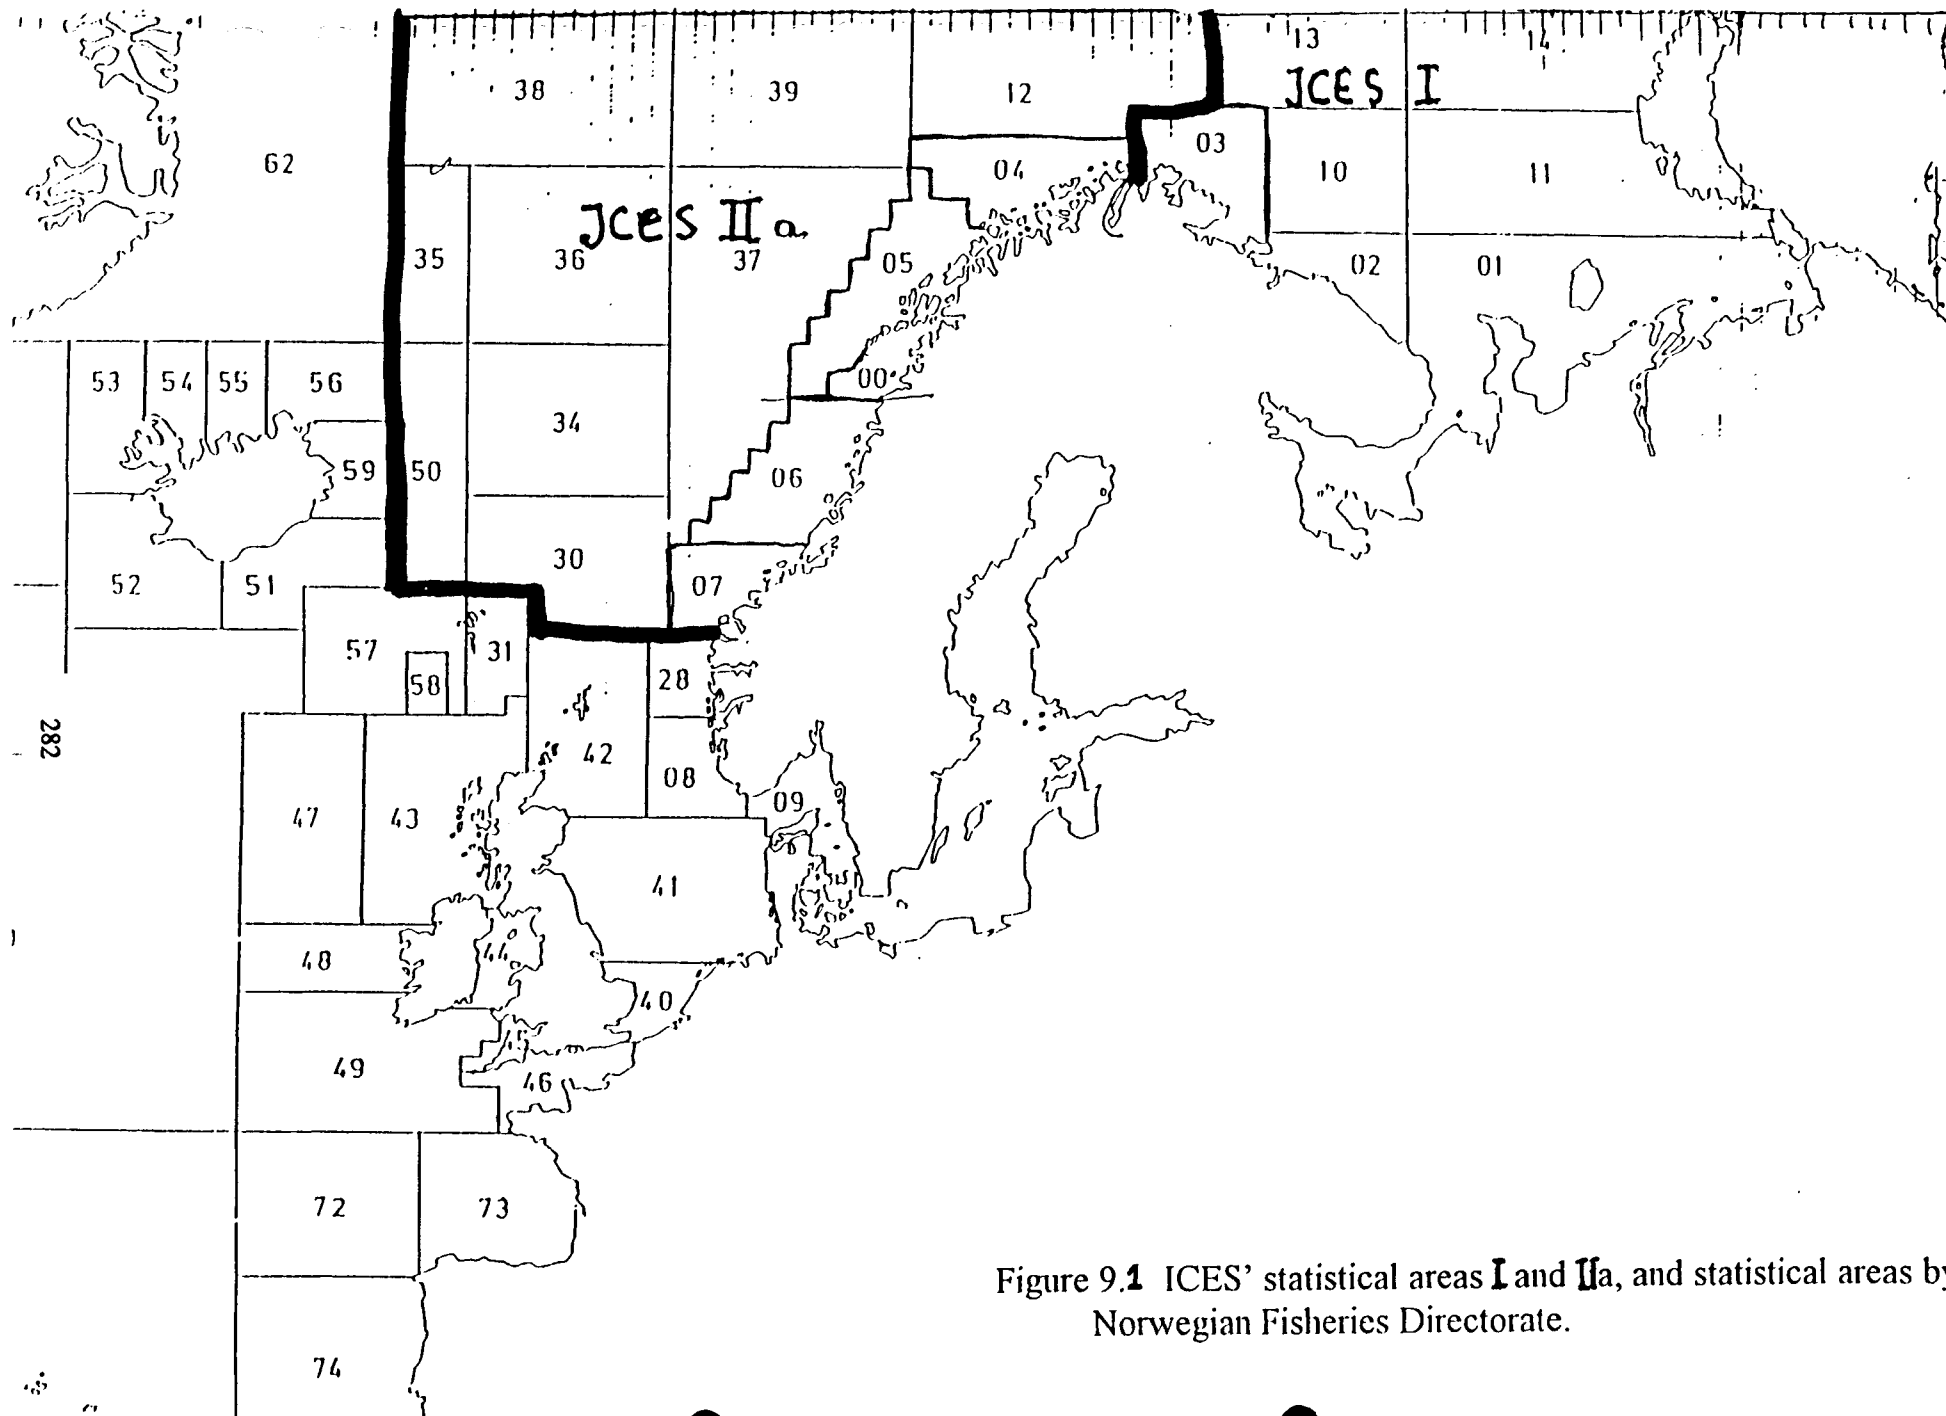 13 14
38 39 12 JCES I
62 04 03 10 11
JCES IIa
35 36 37 05 02 01
53 54 55 56 00
34
59 50 06
52 51 30 07
57 58 31 28
282
42 08
47 43 09
41
48 44
40
49 46
72 73
Figure 9.1 ICES' statistical areas I and IIa, and statistical areas by
Norwegian Fisheries Directorate.
74